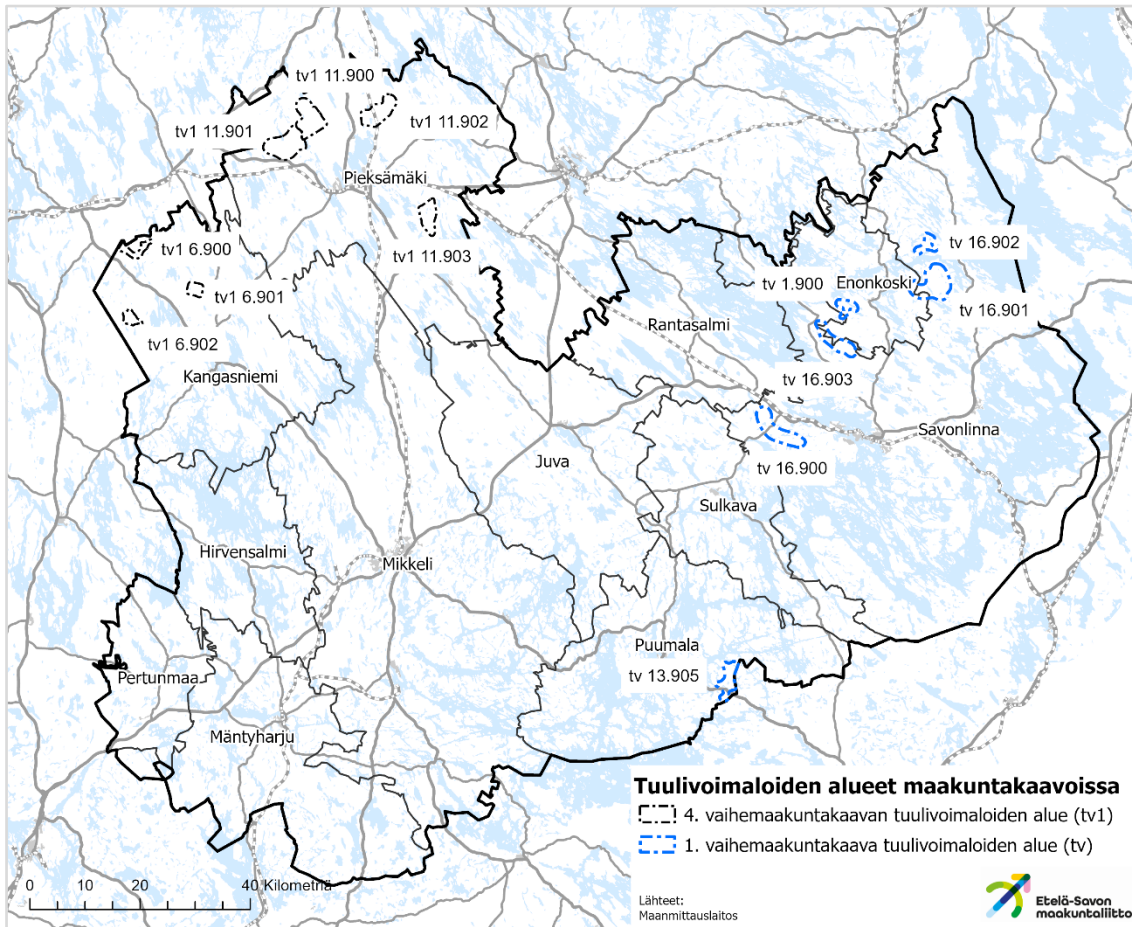 tv1 11.900
tv1 11.901
tv1 11.902
Pieksämäki
tv1 6.900
tv1 11.903
tv 16.902
tv1 6.901
tv 1.900
Enonkoski
tv 16.901
Rantasalmi
tv1 6.902
Kangasniemi
tv 16.903
Savonlinna
Juva
tv 16.900
Sulkava
Hirvensalmi
Mikkeli
Puumala
tv 13.905
Pertunmaa
Mäntyharju
Tuulivoimaloiden alueet maakuntakaavoissa
4. vaihemaakuntakaavan tuulivoimaloiden alue (tv1)
1. vaihemaakuntakaava tuulivoimaloiden alue (tv)
0 20 40 Kilometriä
Lähteet:
Maanmittauslaitos
Etelä-Savon
maakuntaliitto